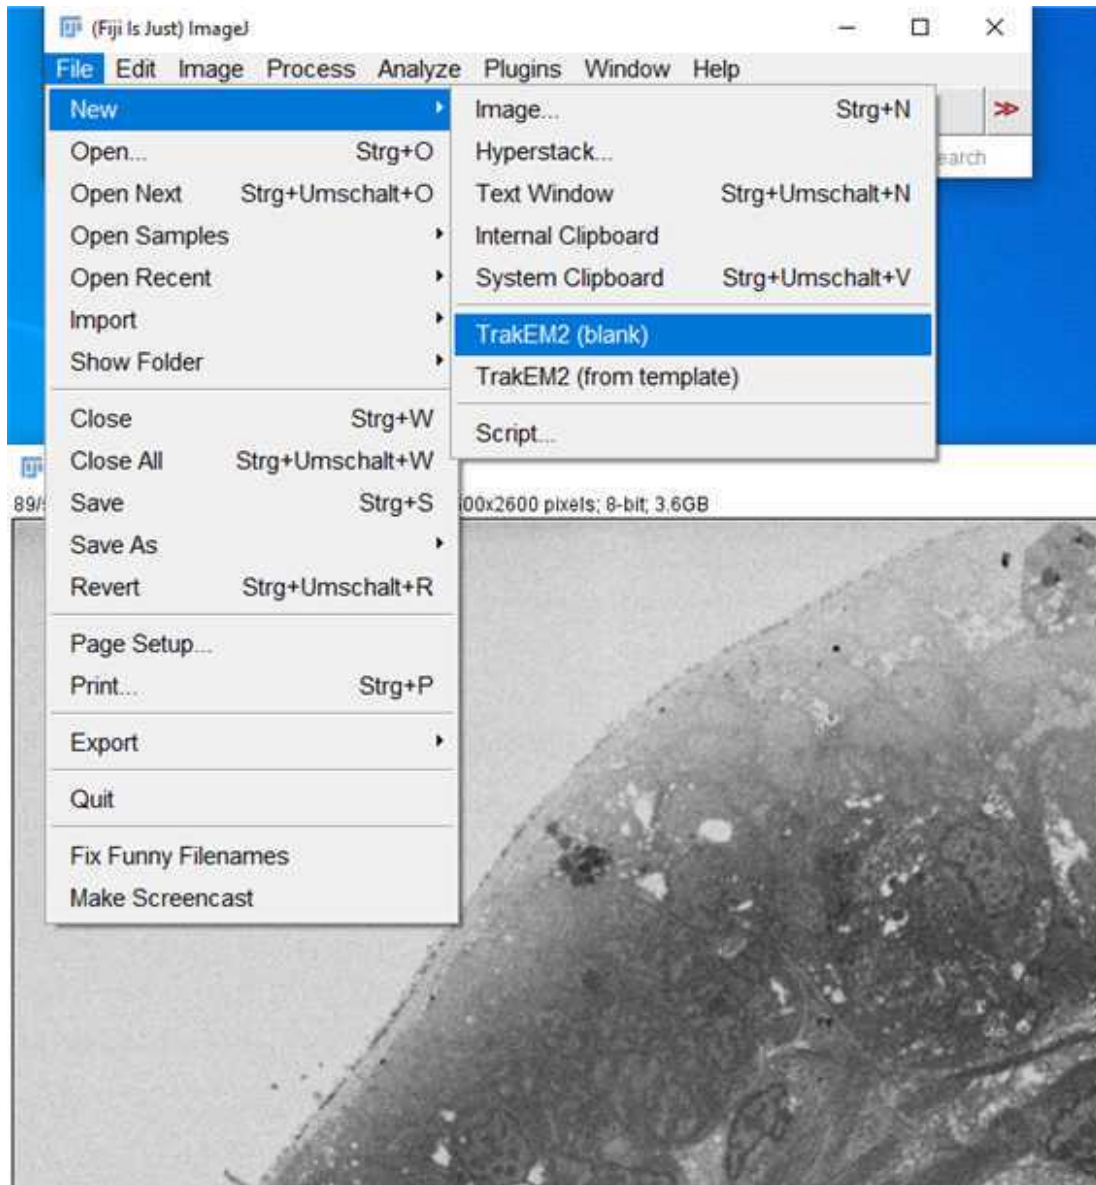 (Fiji Is Just) ImageJ
File Edit Image Process Analyze Plugins Window Help
New
Open... Strg+O
Open Next Strg+Umschalt+O
Open Samples
Open Recent
Import
Show Folder
Close Strg+W
Close All Strg+Umschalt+W
Save Strg+S
Save As
Revert Strg+Umschalt+R
Page Setup...
Print... Strg+P
Export
Quit
Fix Funny Filenames
Make Screencast
Image... Strg+N
Hyperstack...
Text Window Strg+Umschalt+N
Internal Clipboard
System Clipboard Strg+Umschalt+V
TrakEM2 (blank)
TrakEM2 (from template)
Script...
earch
89/
00x2600 pixels; 8-bit; 3.6GB